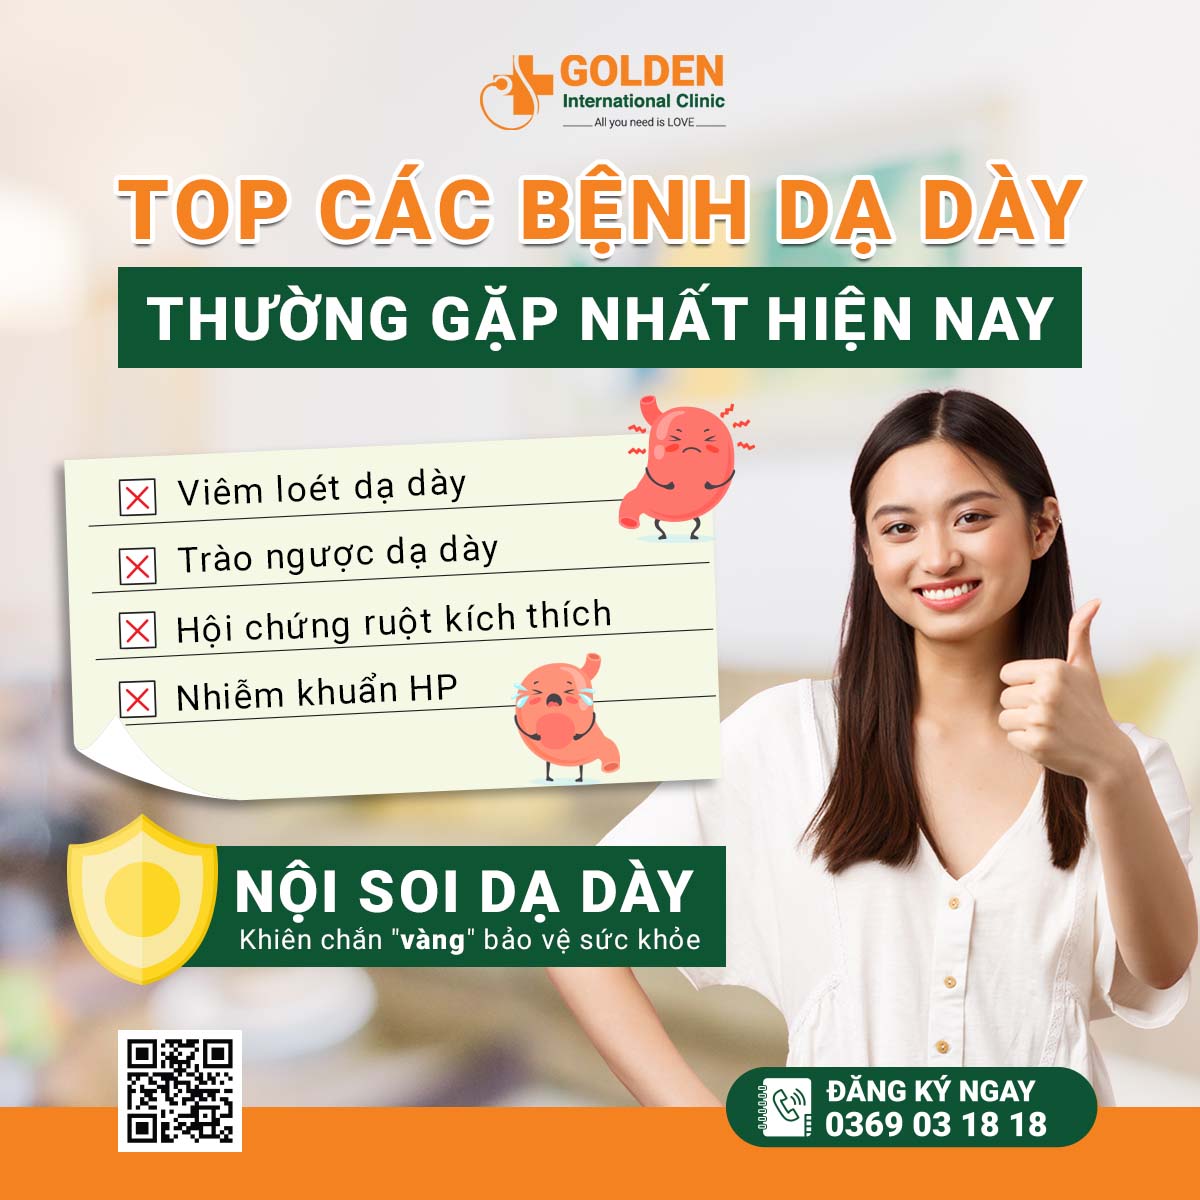 GOLDEN
International Clinic
All you need is LOVE
TOP CÁC BỆNH DẠ DÀY
THƯỜNG GẶP NHẤT HIỆN NAY
Viêm loét dạ dày
Trào ngược dạ dày
Hội chứng ruột kích thích
Nhiễm khuẩn HP
NỘI SOI DẠ DÀY
Khiên chắn "vàng" bảo vệ sức khỏe
ĐĂNG KÝ NGAY
0369 03 18 18